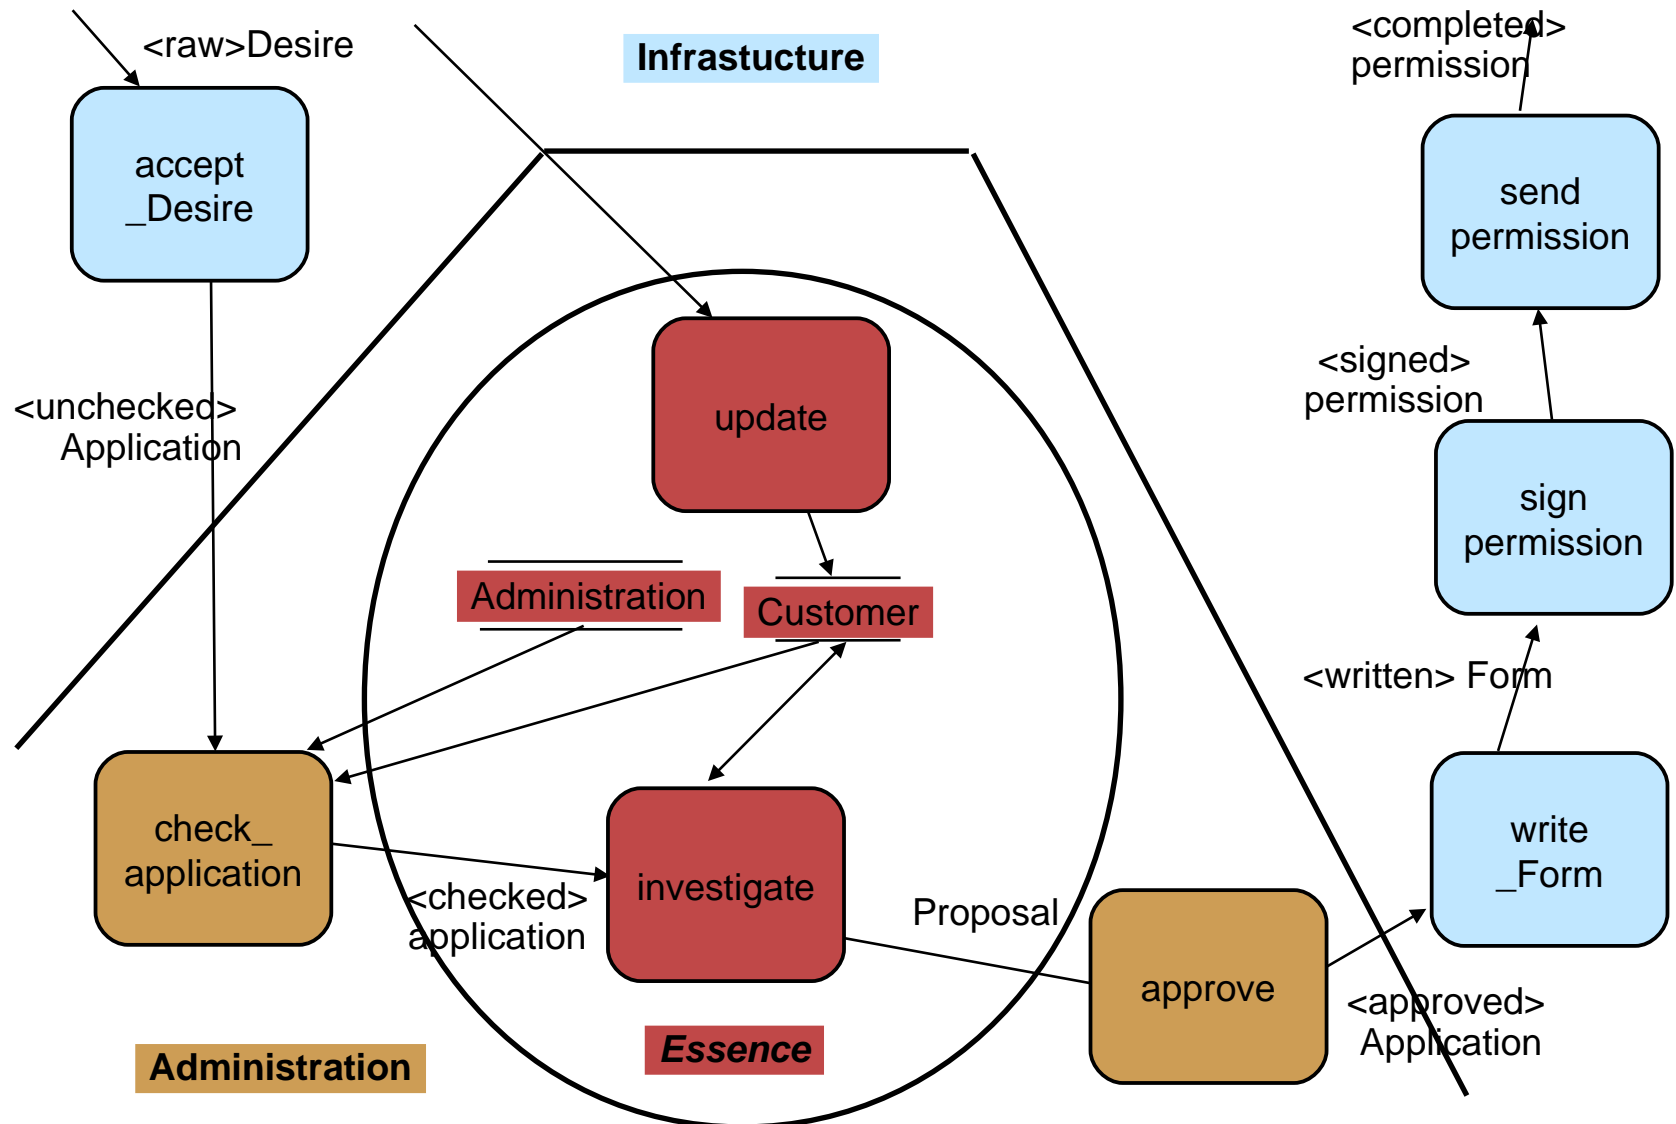 <raw>Desire
Infrastucture
<completed>
permission
accept
_Desire
send
permission
<signed>
permission
<unchecked>
Application
update
sign
permission
Administration
Customer
<written> Form
check_
application
write
_Form
<checked>
application
investigate
Proposal
approve
<approved>
Application
Essence
Administration